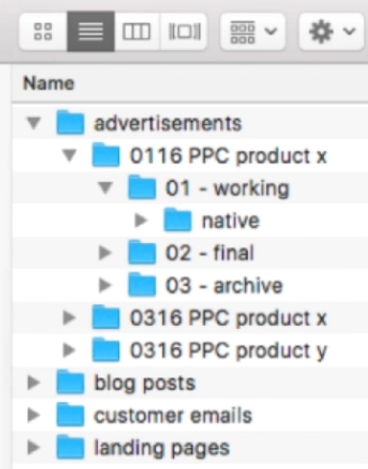 Name
advertisements
0116 PPC product x
01 - working
native
02 - final
03 - archive
0316 PPC product x
0316 PPC product y
blog posts
customer emails
landing pages